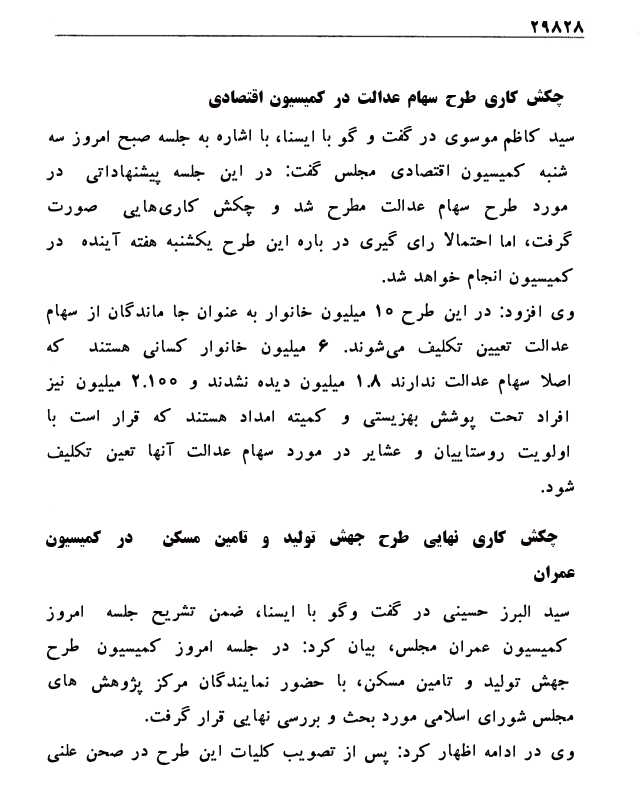 ۲۹۸۲۸
چکش کاری طرح سهام عدالت در کمیسیون اقتصادی
سید کاظم موسوی در گفت و گو با ایسنا، با اشاره به جلسه صبح امروز سه
شنبه کمیسیون اقتصادی مجلس گفت: در این جلسه پیشنهاداتی در
مورد طرح سهام عدالت مطرح شد و چکش کاری‌هایی صورت
گرفت، اما احتمالا رای گیری در باره این طرح یکشنبه هفته آینده در
کمیسیون انجام خواهد شد.
وی افزود: در این طرح ۱۰ میلیون خانوار به عنوان جا ماندگان از سهام
عدالت تعیین تکلیف می‌شوند. ۶ میلیون خانوار کسانی هستند که
اصلا سهام عدالت ندارند ۱.۸ میلیون دیده نشدند و ۲.۱۰۰ میلیون نیز
افراد تحت پوشش بهزیستی و کمیته امداد هستند که قرار است با
اولویت روستاییان و عشایر در مورد سهام عدالت آنها تعین تکلیف
شود.
چکش کاری نهایی طرح جهش تولید و تامین مسکن در کمیسیون
عمران
سید البرز حسینی در گفت وگو با ایسنا، ضمن تشریح جلسه امروز
کمیسیون عمران مجلس، بیان کرد: در جلسه امروز کمیسیون طرح
جهش تولید و تامین مسکن، با حضور نمایندگان مرکز پژوهش های
مجلس شورای اسلامی مورد بحث و بررسی نهایی قرار گرفت.
وی در ادامه اظهار کرد: پس از تصویب کلیات این طرح در صحن علنی